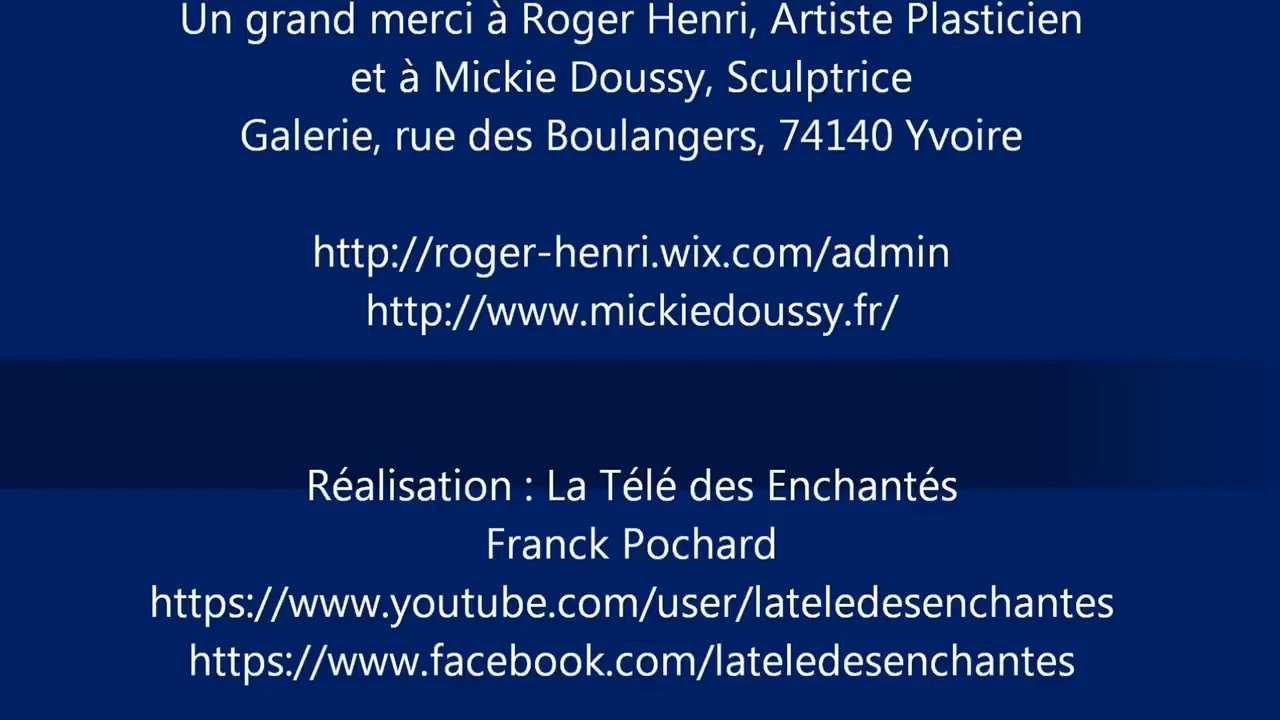 Un grand merci à Roger Henri, Artiste Plasticien
et à Mickie Doussy, Sculptrice
Galerie, rue des Boulangers, 74140 Yvoire
http://roger-henri.wix.com/admin
http://www.mickiedoussy.fr/
Réalisation : La Télé des Enchantés
Franck Pochard
https://www.youtube.com/user/lateledesenchantes
https://www.facebook.com/lateledesenchantes